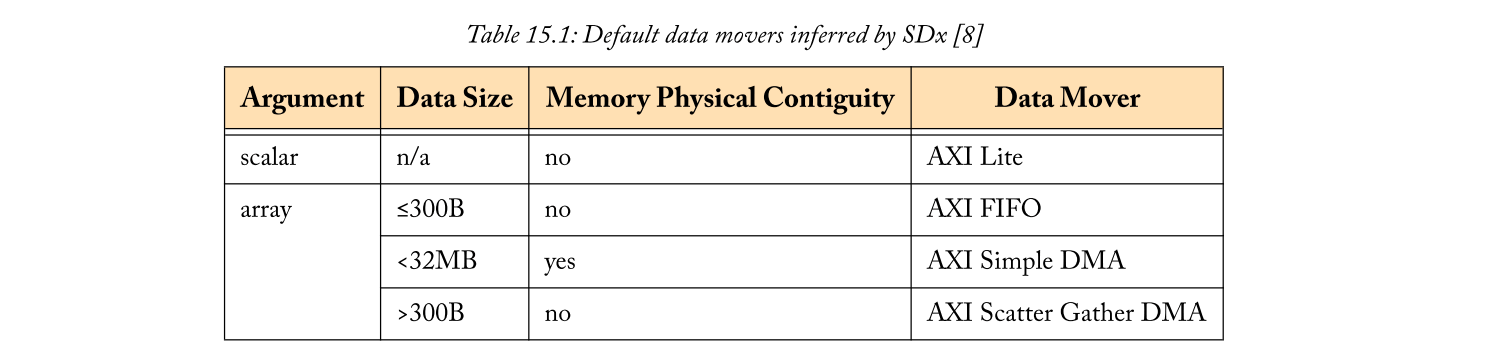 Table 15.1: Default data movers inferred by SDx [8]
Argument Data Size Memory Physical Contiguity Data Mover
scalar n/a no AXI Lite
array ≤300B no AXI FIFO
<32MB yes AXI Simple DMA
>300B no AXI Scatter Gather DMA